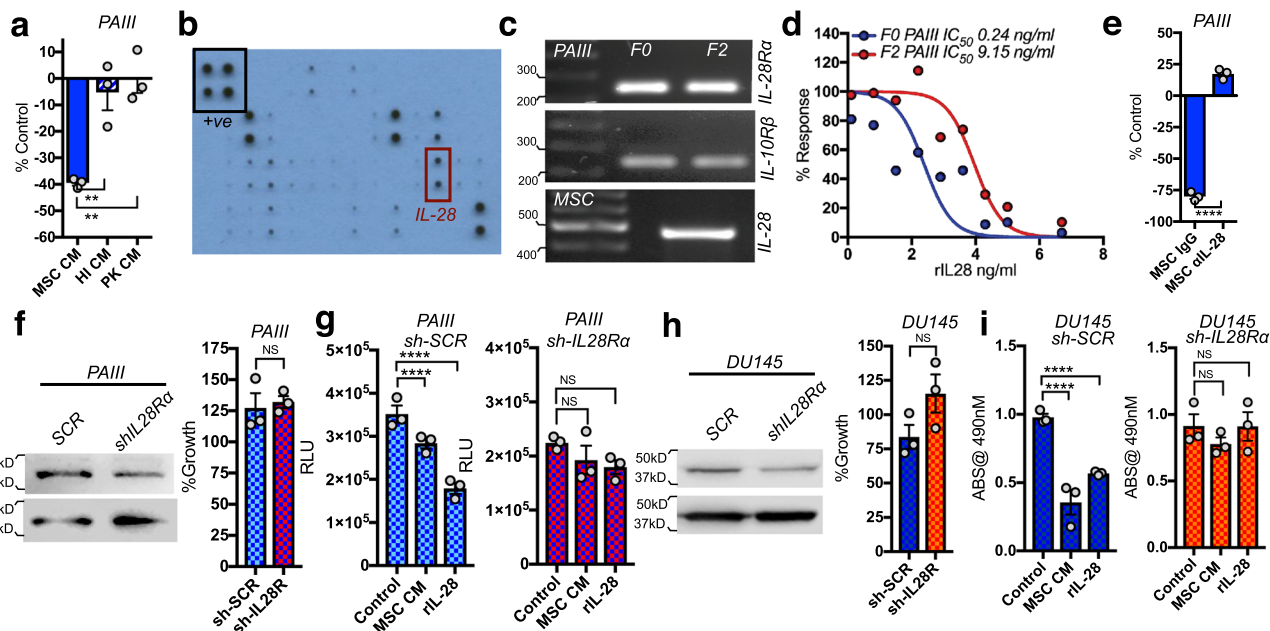 a
PAIII
% Control
10
0
-10
-20
-30
-40
-50
-60
**
**
MSC CM
HI CM
PK CM
b
+ve
IL-28
c
PAIII F0 F2
300
200
IL-28Rα
300
200
IL-10Rβ
MSC
500
400
IL-28
d
F0 PAIII IC50 0.24 ng/ml
F2 PAIII IC50 9.15 ng/ml
% Response
140
120
100
80
60
40
20
0
0 2 4 6 8
rIL28 ng/ml
e
PAIII
% Control
50
25
0
-25
-50
-75
-100
****
MSC IgG
MSC αIL-28
f
PAIII
SCR
shIL28Rα
kD
kD
kD
kD
PAIII
NS
%Growth
175
150
125
100
75
50
25
0
sh-SCR
sh-IL28R
g
PAIII
sh-SCR
****
****
RLU
5×10⁵
4×10⁵
3×10⁵
2×10⁵
1×10⁵
0
Control
MSC CM
rIL-28
PAIII
sh-IL28Rα
NS
NS
RLU
4×10⁵
3×10⁵
2×10⁵
1×10⁵
0
Control
MSC CM
rIL-28
h
DU145
SCR
shIL28Rα
50kD
37kD
50kD
37kD
DU145
NS
%Growth
150
125
100
75
50
25
0
sh-SCR
sh-IL28R
i
DU145
sh-SCR
****
****
ABS@ 490nM
1.5
1.0
0.5
0.0
Control
MSC CM
rIL-28
DU145
sh-IL28Rα
NS
NS
ABS@ 490nM
1.5
1.0
0.5
0.0
Control
MSC CM
rIL-28